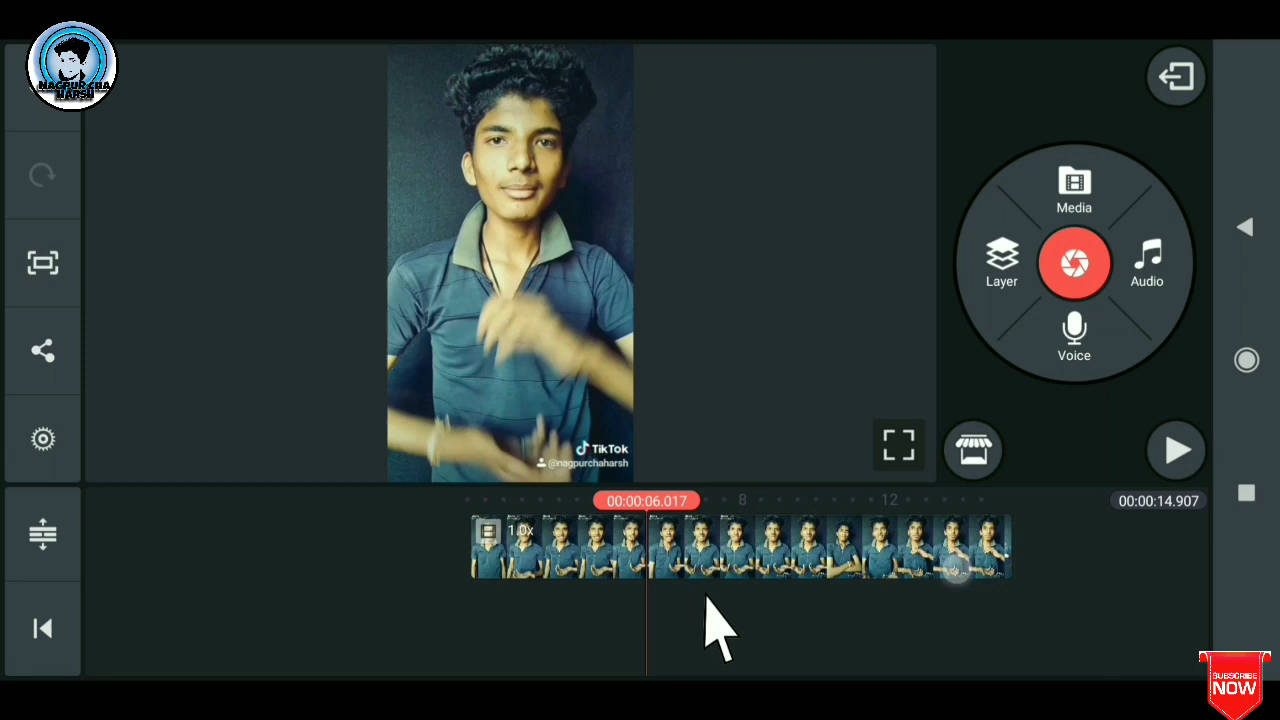 NAGPUR CHA
HARSH
Media
Layer
Audio
Voice
TikTok
@nagpurchaharsh
00:00:06.017
8
12
00:00:14.907
1.0x
SUBSCRIBE
NOW